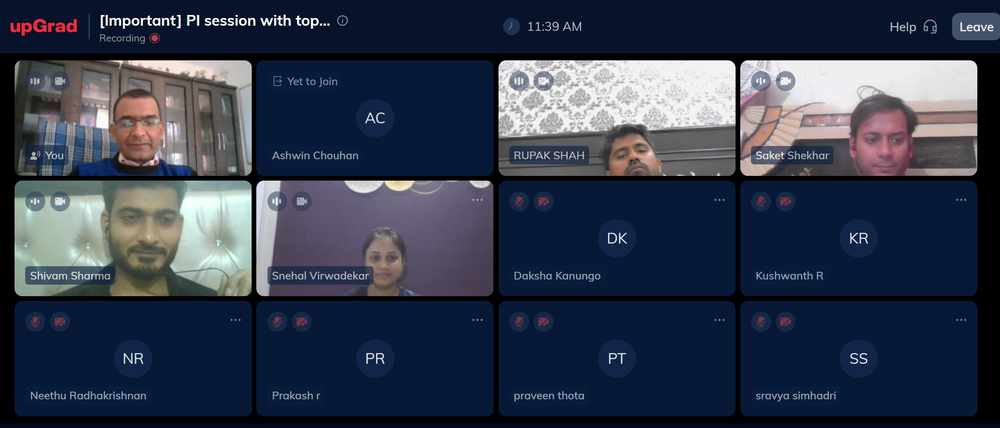 upGrad
[Important] PI session with top...
Recording
11:39 AM
Help
Leave
You
Yet to Join
AC
Ashwin Chouhan
RUPAK SHAH
Saket Shekhar
Shivam Sharma
Snehal Virwadekar
DK
Daksha Kanungo
KR
Kushwanth R
NR
Neethu Radhakrishnan
PR
Prakash r
PT
praveen thota
SS
sravya simhadri